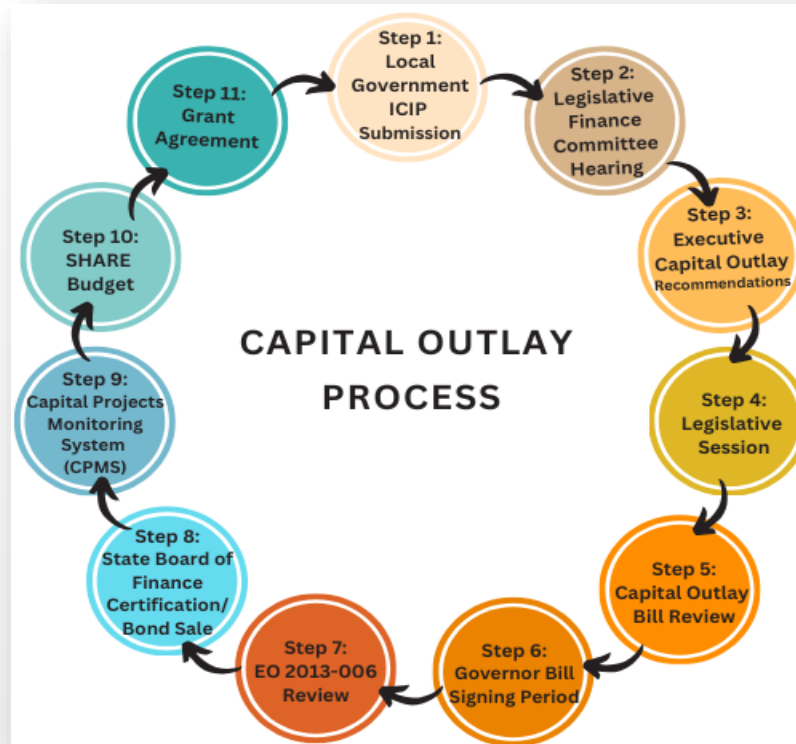 Step 1:
Local
Government
ICIP
Submission
Step 2:
Legislative
Finance
Committee
Hearing
Step 3:
Executive
Capital Outlay
Recommendations
Step 4:
Legislative
Session
Step 5:
Capital Outlay
Bill Review
Step 6:
Governor Bill
Signing Period
Step 7:
EO 2013-006
Review
Step 8:
State Board of
Finance
Certification/
Bond Sale
Step 9:
Capital Projects
Monitoring
System
(CPMS)
Step 10:
SHARE
Budget
Step 11:
Grant
Agreement
CAPITAL OUTLAY
PROCESS